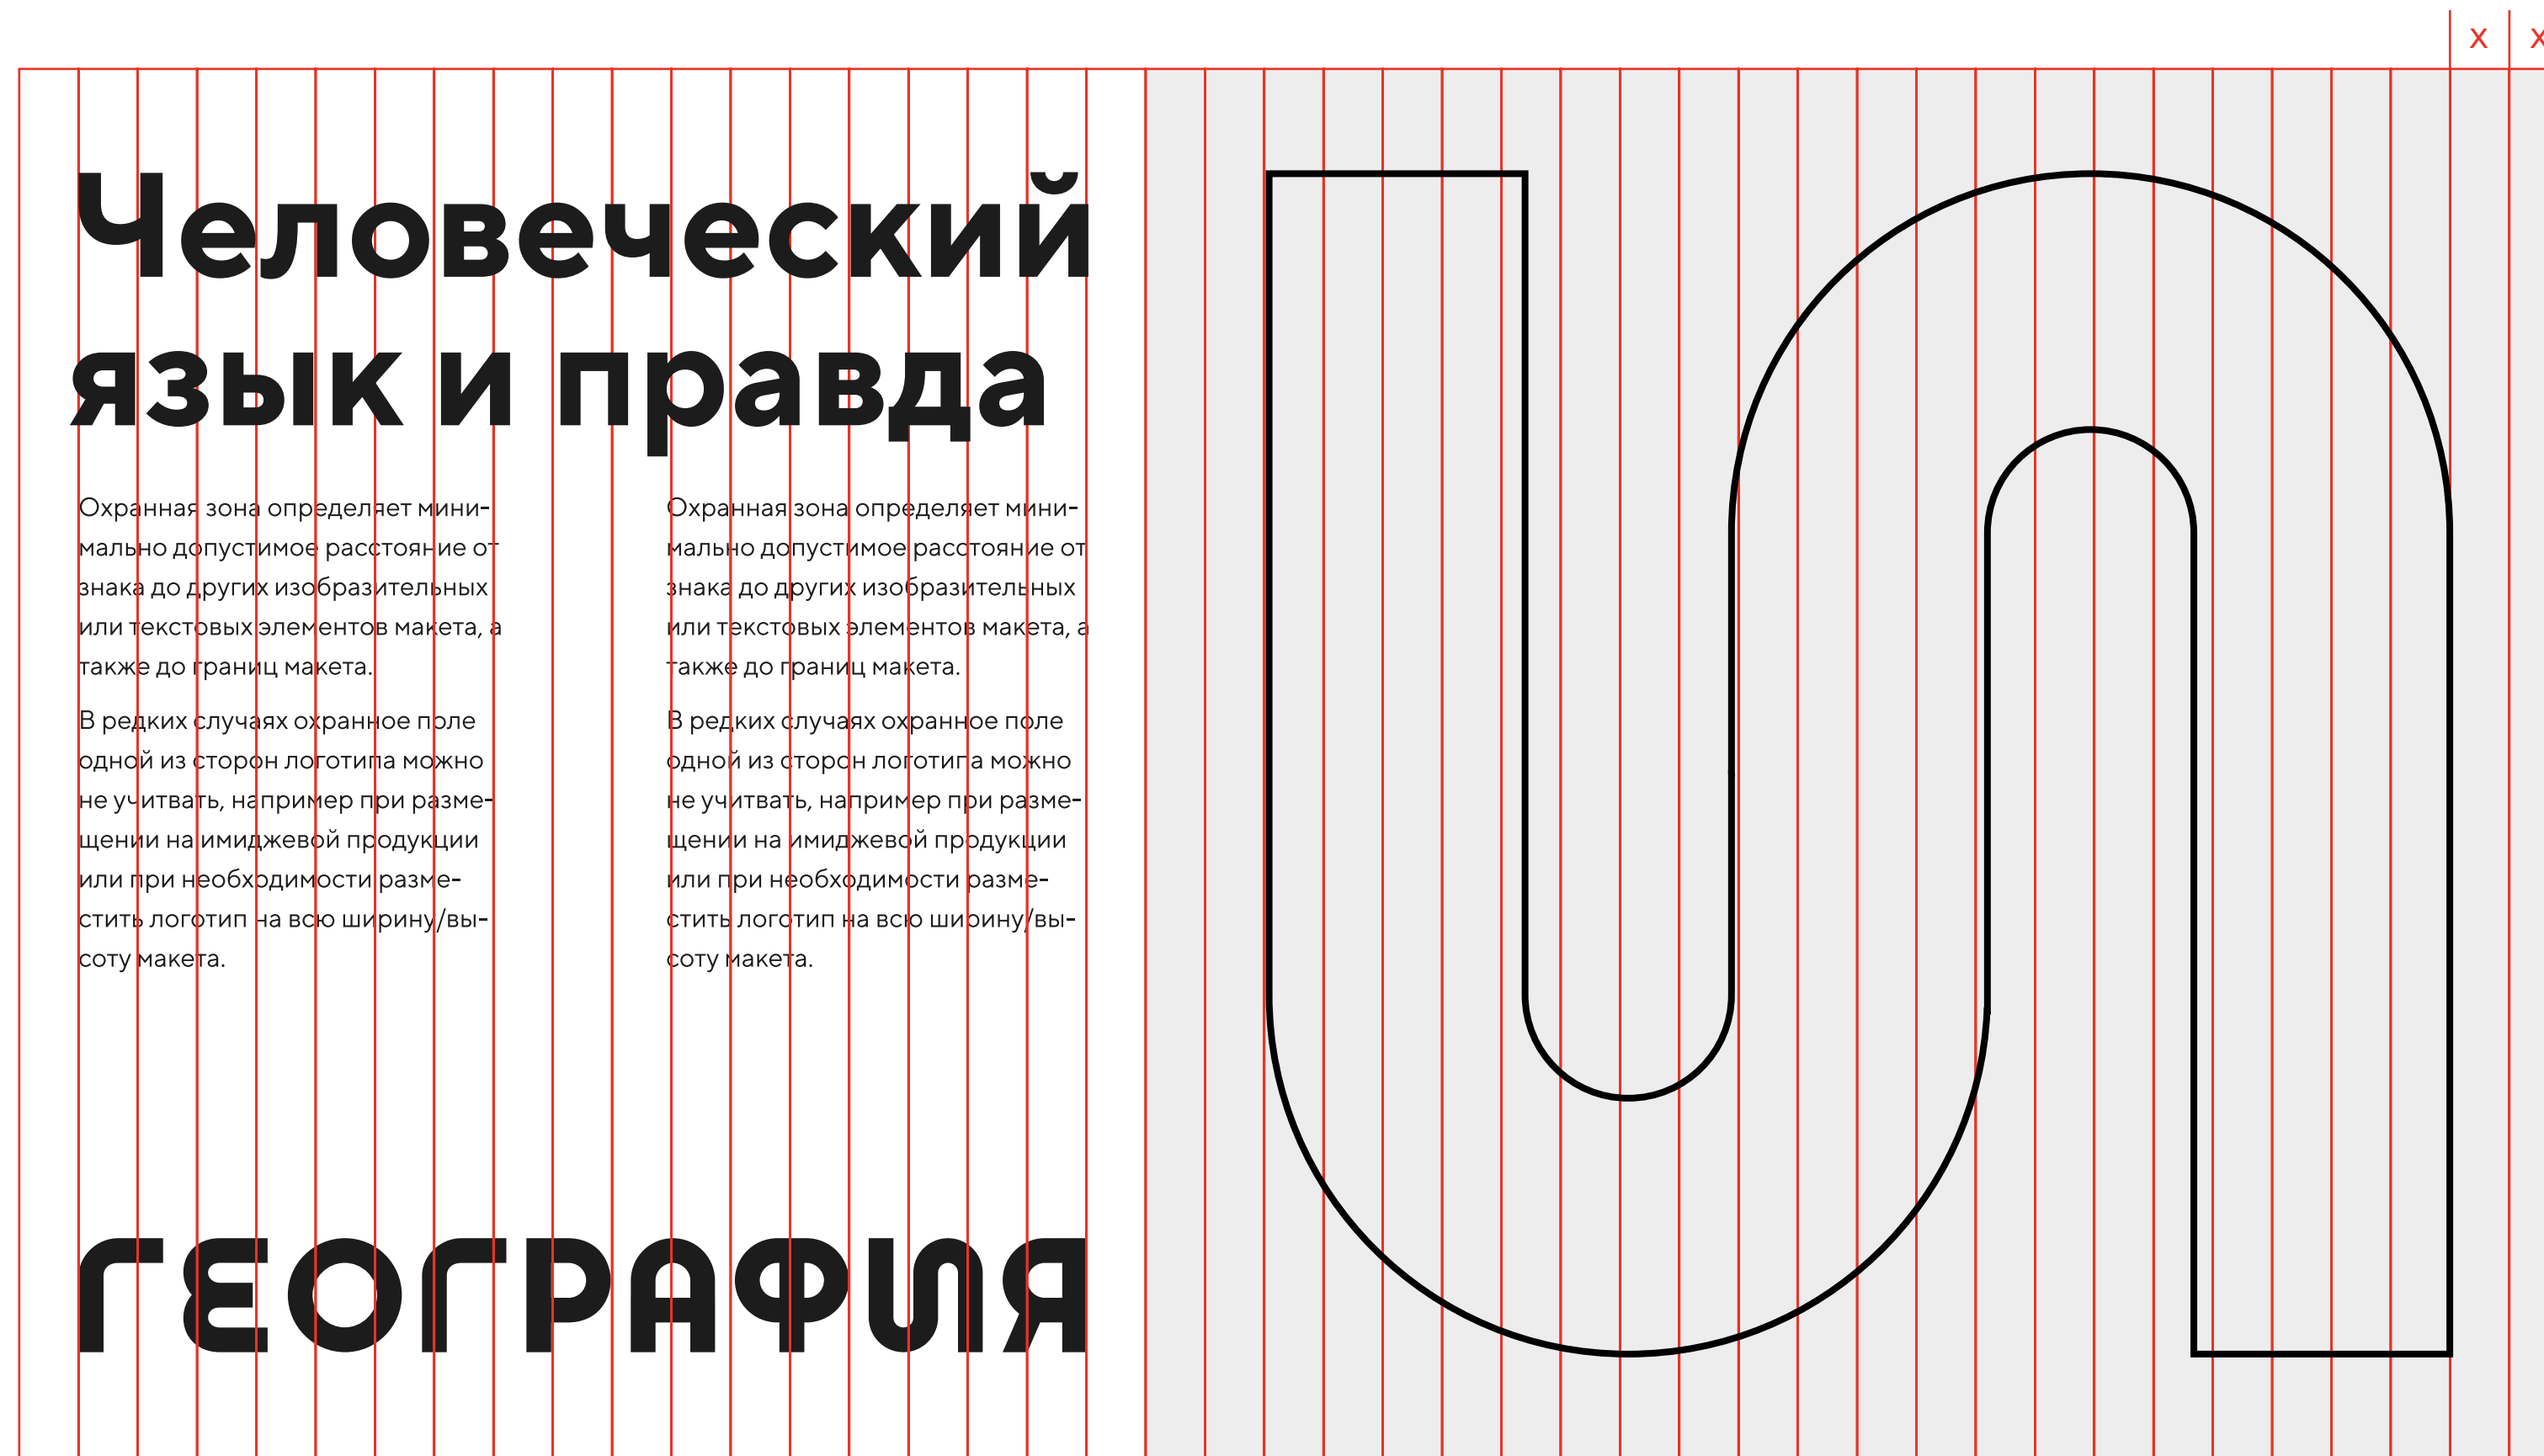 x x
Человеческий
язык и правда
Охранная зона определяет мини-
мально допустимое расстояние от
знака до других изобразительных
или текстовых элементов макета, а
также до границ макета.
В редких случаях охранное поле
одной из сторон логотипа можно
не учитвать, например при разме-
щении на имиджевой продукции
или при необходимости разме-
стить логотип на всю ширину/вы-
соту макета.
Охранная зона определяет мини-
мально допустимое расстояние от
знака до других изобразительных
или текстовых элементов макета, а
также до границ макета.
В редких случаях охранное поле
одной из сторон логотипа можно
не учитвать, например при разме-
щении на имиджевой продукции
или при необходимости разме-
стить логотип на всю ширину/вы-
соту макета.
ГЕОГРАФИЯ